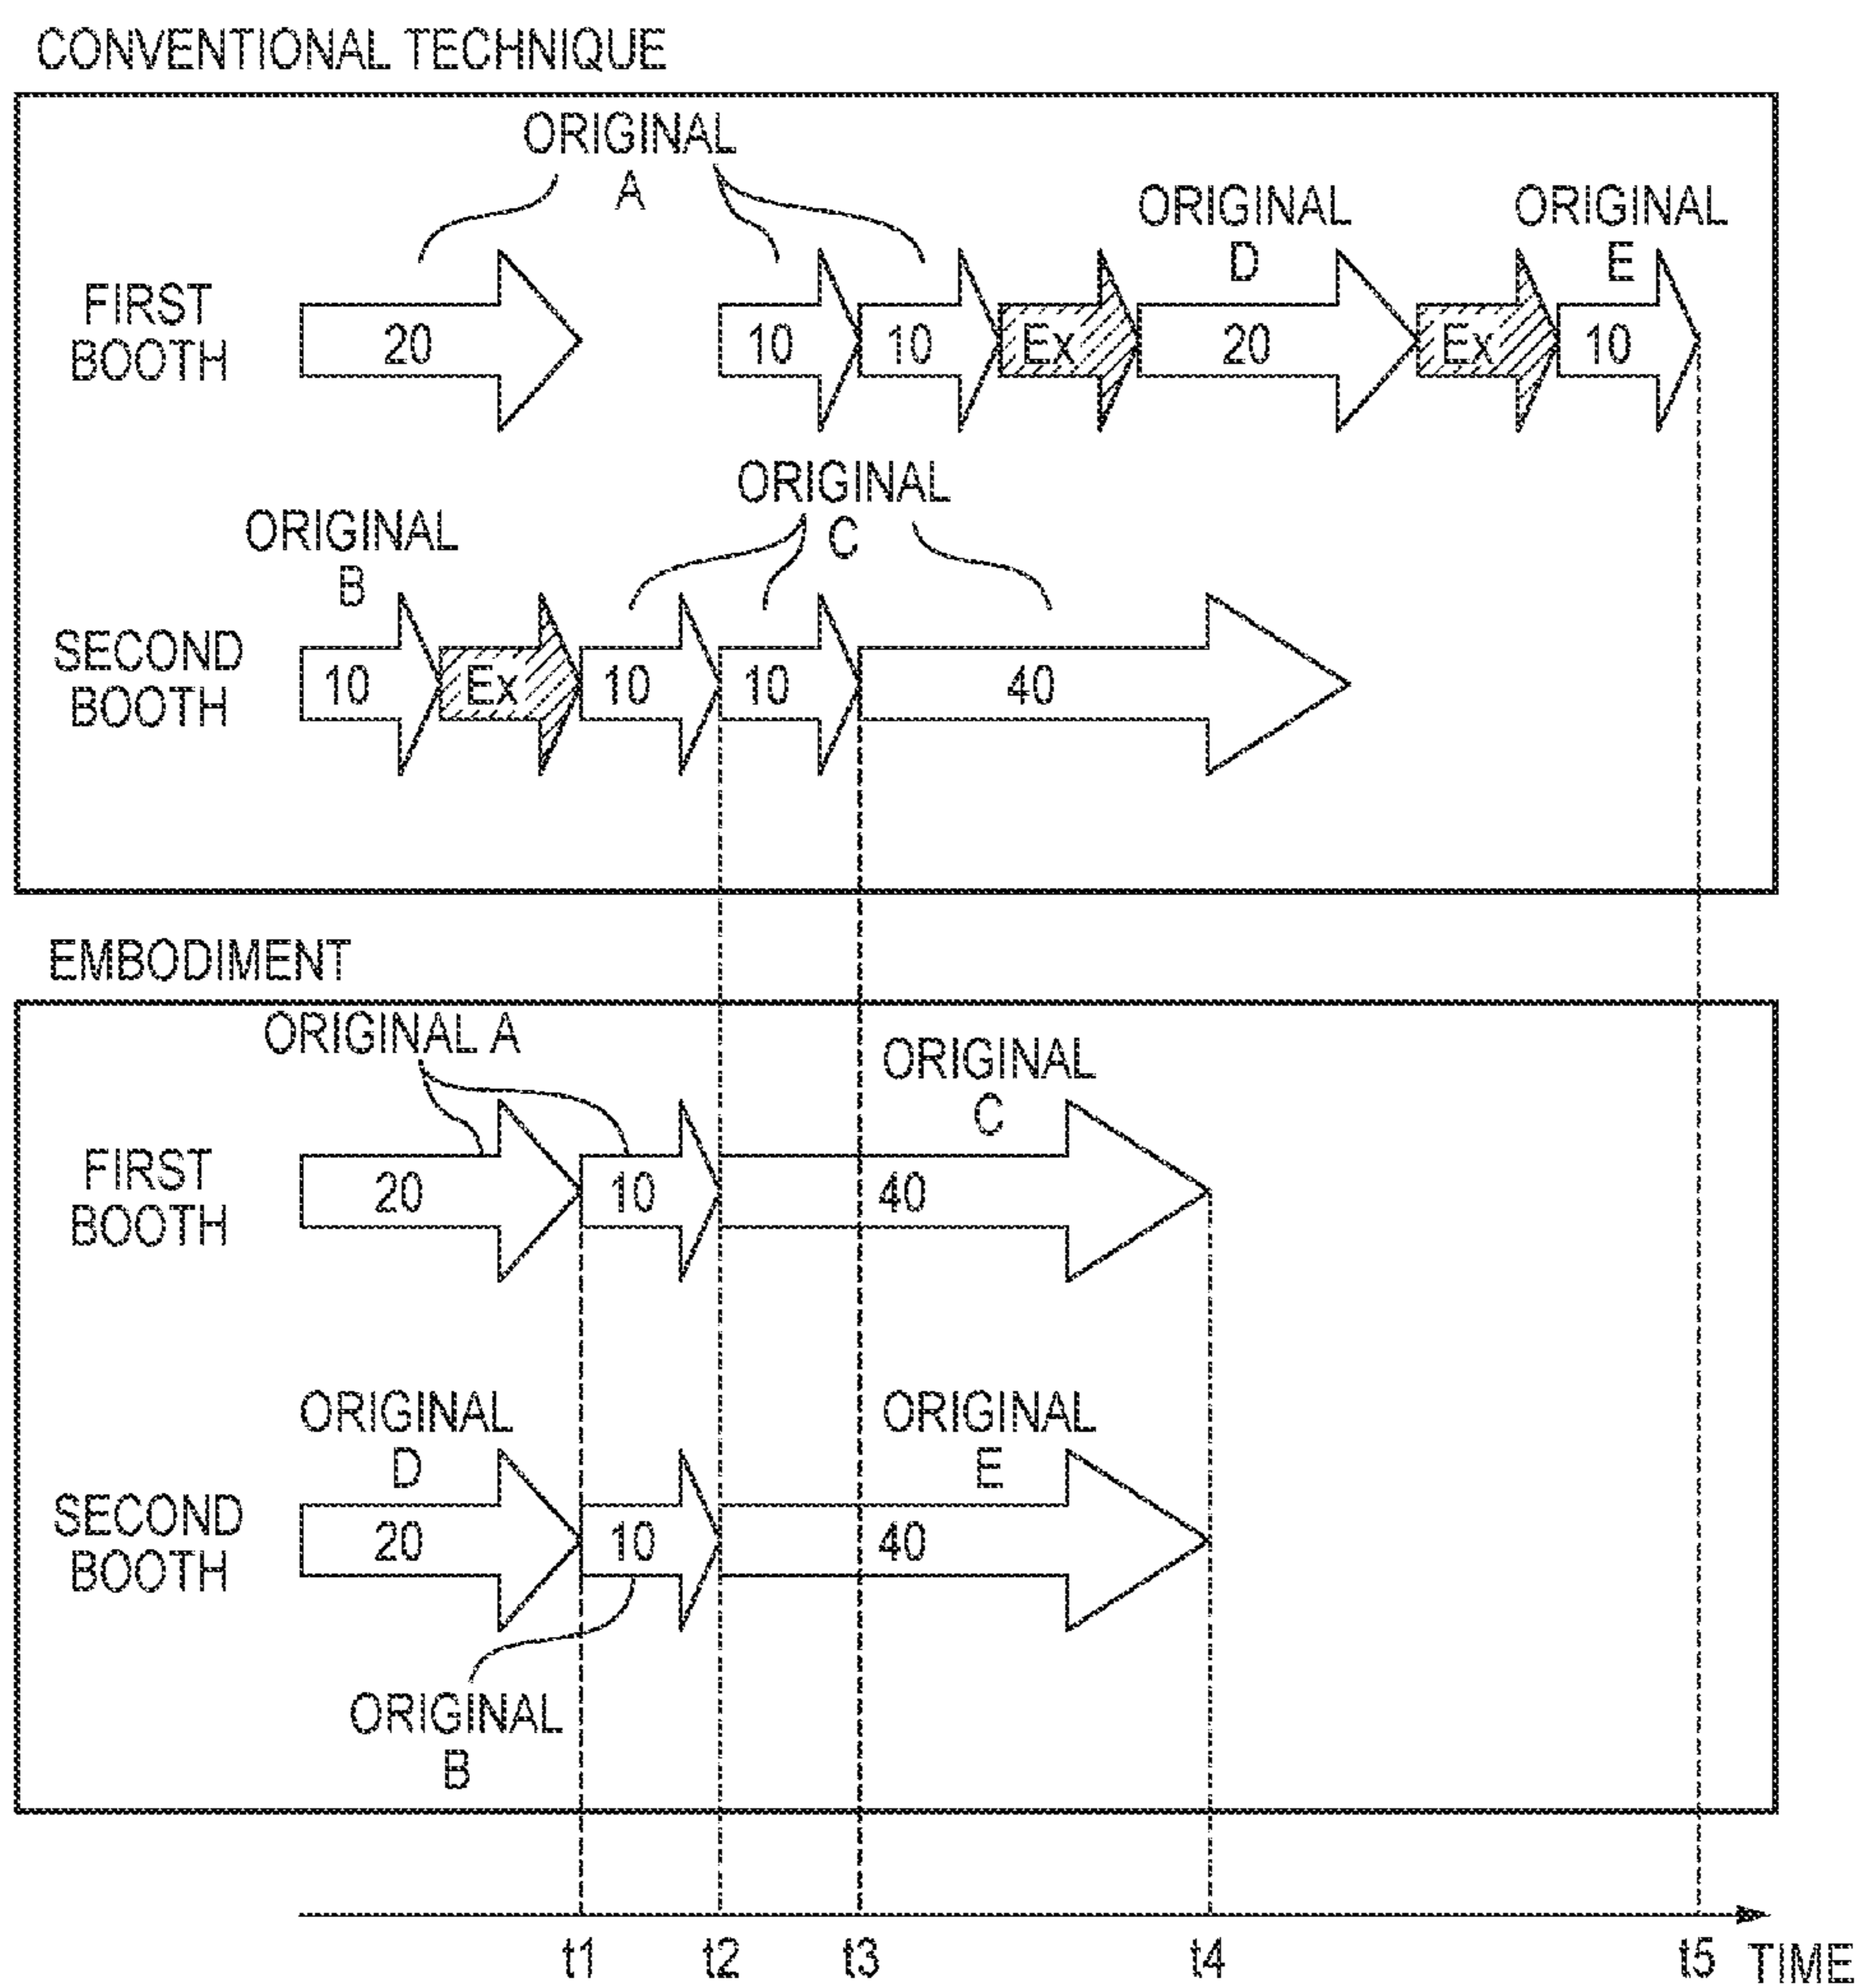 CONVENTIONAL TECHNIQUE
ORIGINAL
A
ORIGINAL
D
ORIGINAL
E
FIRST
BOOTH
20
10
10
Ex
20
Ex
10
ORIGINAL
C
ORIGINAL
B
SECOND
BOOTH
10
Ex
10
10
40
EMBODIMENT
ORIGINAL A
ORIGINAL
C
FIRST
BOOTH
20
10
40
ORIGINAL
D
ORIGINAL
E
SECOND
BOOTH
20
10
40
ORIGINAL
B
t1
t2
t3
t4
t5
TIME